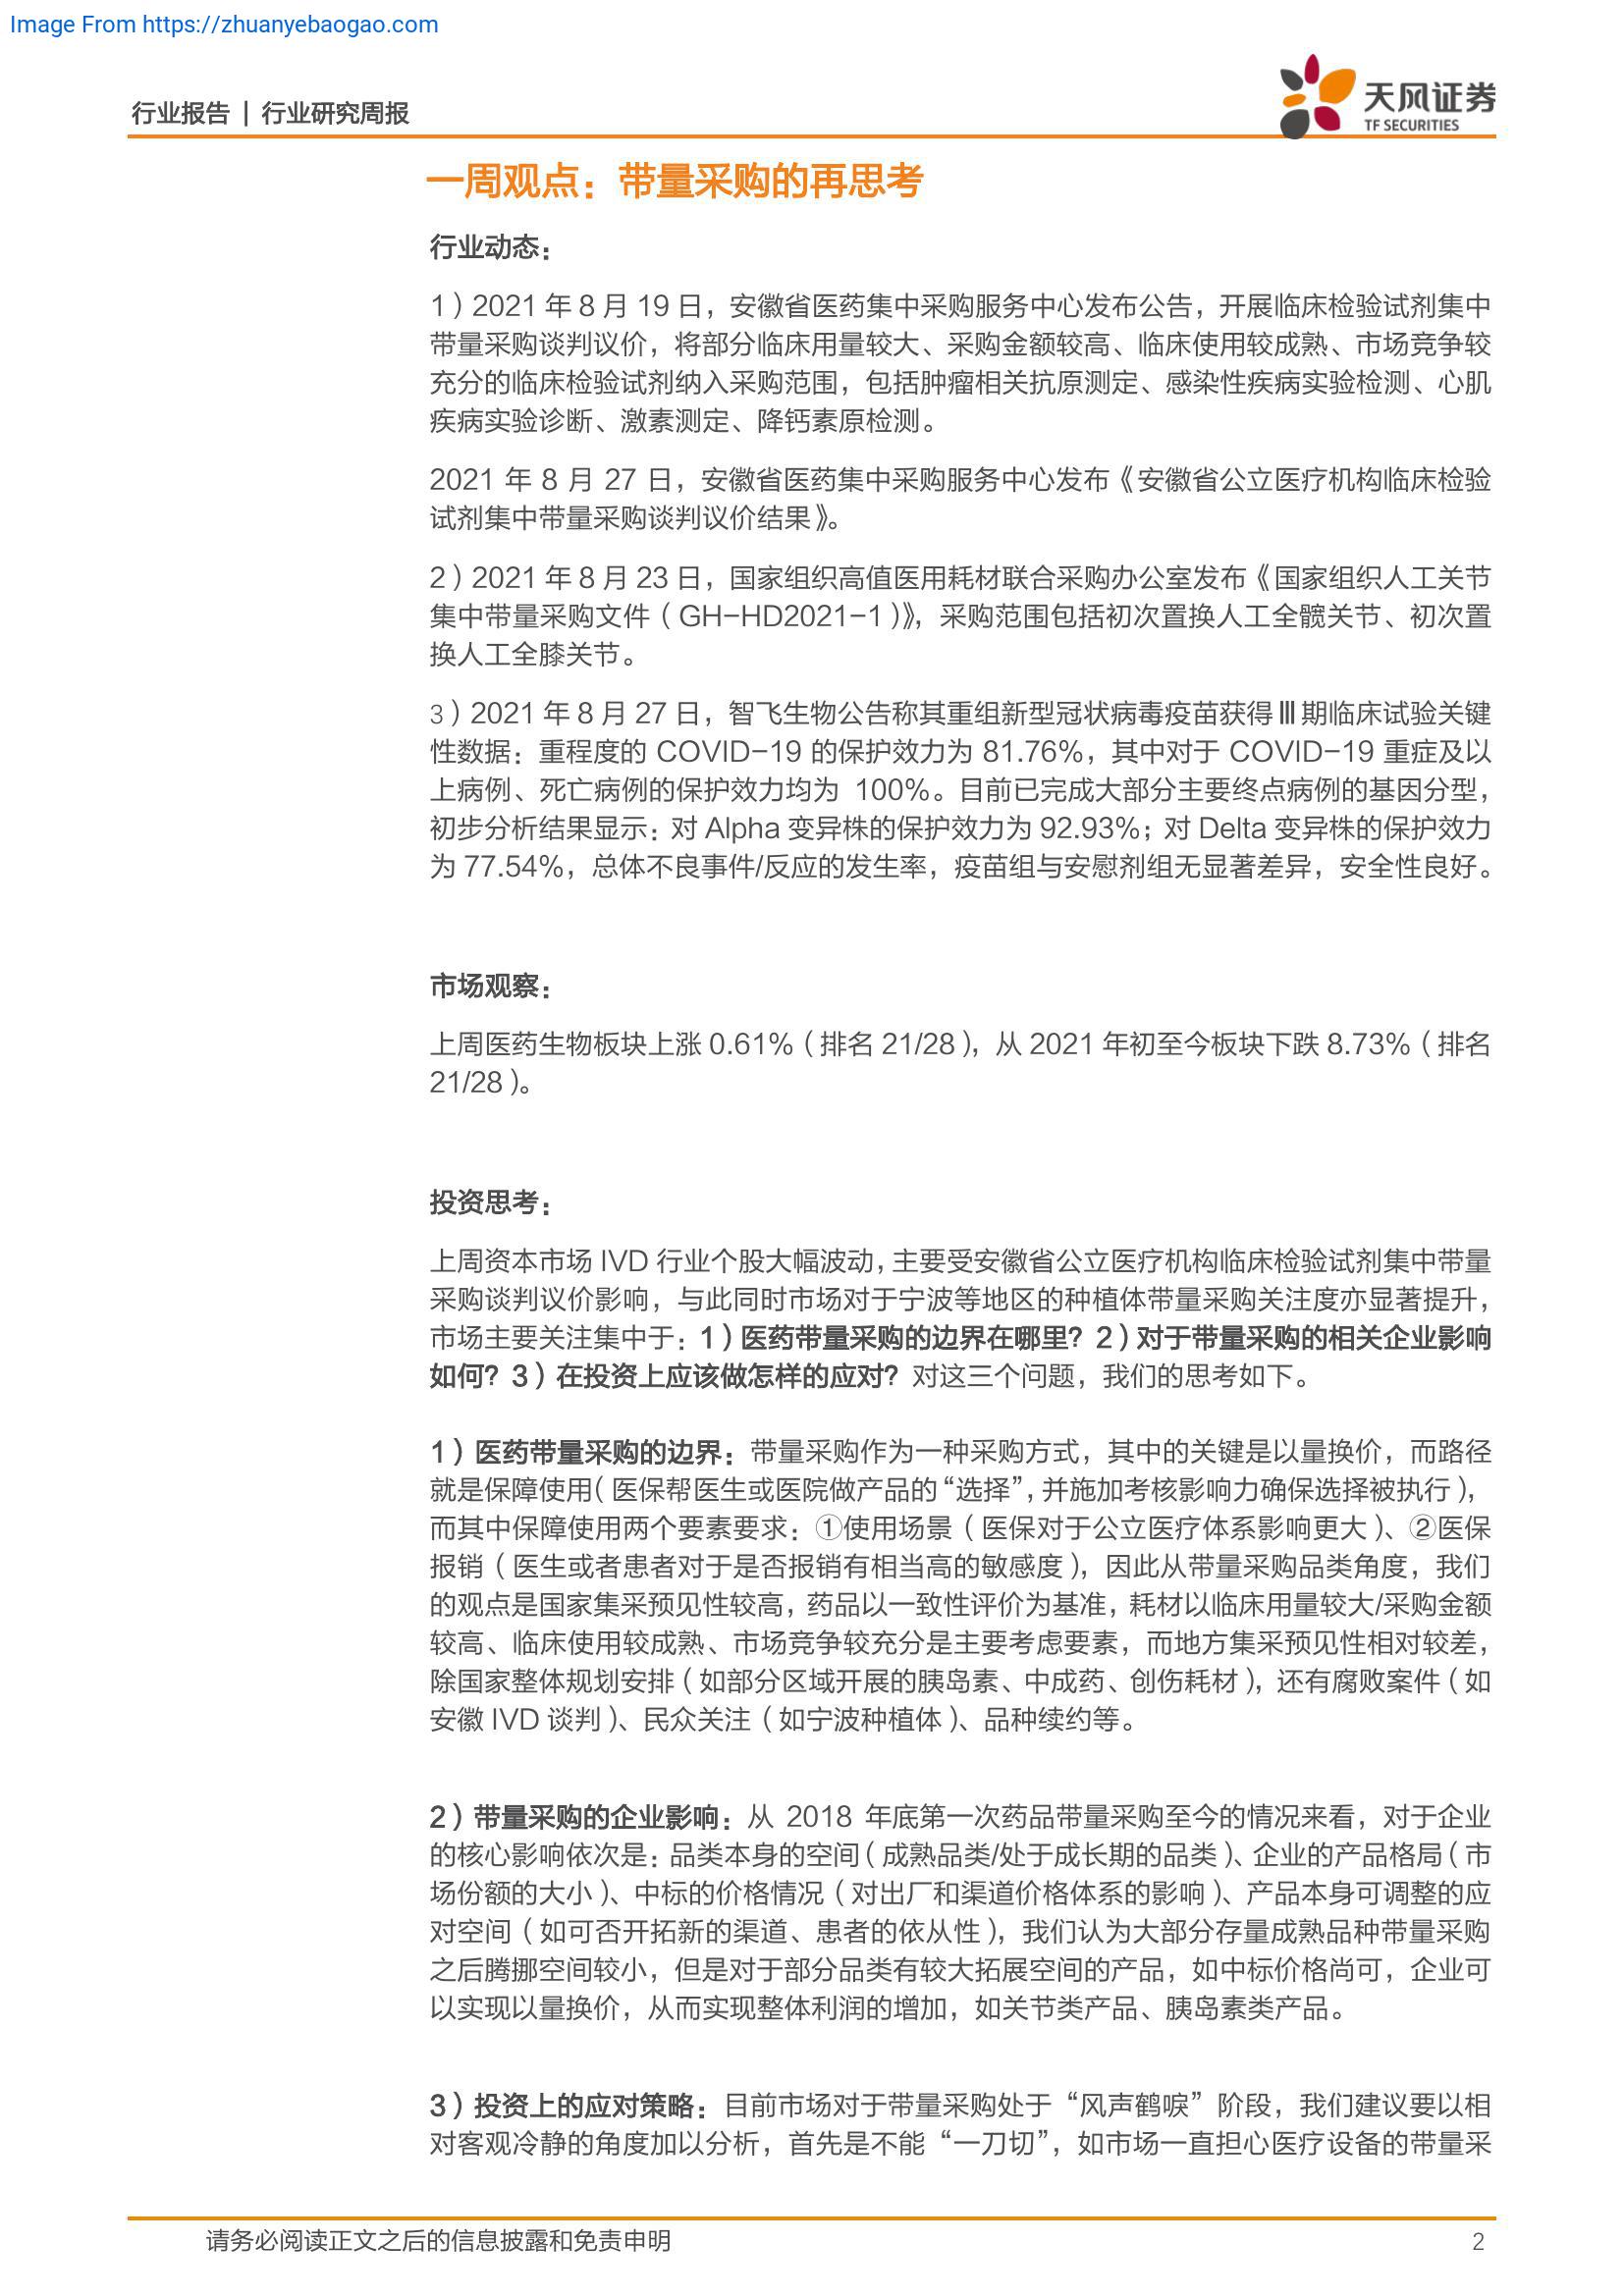 Image From https://zhuanyebaogao.com
行业报告 | 行业研究周报
天风证券
TF SECURITIES
一周观点：带量采购的再思考
行业动态：
1）2021 年 8 月 19 日，安徽省医药集中采购服务中心发布公告，开展临床检验试剂集中
带量采购谈判议价，将部分临床用量较大、采购金额较高、临床使用较成熟、市场竞争较
充分的临床检验试剂纳入采购范围，包括肿瘤相关抗原测定、感染性疾病实验检测、心肌
疾病实验诊断、激素测定、降钙素原检测。
2021 年 8 月 27 日，安徽省医药集中采购服务中心发布《安徽省公立医疗机构临床检验
试剂集中带量采购谈判议价结果》。
2）2021 年 8 月 23 日，国家组织高值医用耗材联合采购办公室发布《国家组织人工关节
集中带量采购文件（GH-HD2021-1）》，采购范围包括初次置换人工全髋关节、初次置
换人工全膝关节。
3）2021 年 8 月 27 日，智飞生物公告称其重组新型冠状病毒疫苗获得Ⅲ期临床试验关键
性数据：重程度的 COVID-19 的保护效力为 81.76%，其中对于 COVID-19 重症及以
上病例、死亡病例的保护效力均为 100%。目前已完成大部分主要终点病例的基因分型，
初步分析结果显示：对 Alpha 变异株的保护效力为 92.93%；对 Delta 变异株的保护效力
为 77.54%，总体不良事件/反应的发生率，疫苗组与安慰剂组无显著差异，安全性良好。
市场观察：
上周医药生物板块上涨 0.61%（排名 21/28），从 2021 年初至今板块下跌 8.73%（排名
21/28）。
投资思考：
上周资本市场 IVD 行业个股大幅波动，主要受安徽省公立医疗机构临床检验试剂集中带量
采购谈判议价影响，与此同时市场对于宁波等地区的种植体带量采购关注度亦显著提升，
市场主要关注集中于：1）医药带量采购的边界在哪里？2）对于带量采购的相关企业影响
如何？3）在投资上应该做怎样的应对？对这三个问题，我们的思考如下。
1）医药带量采购的边界：带量采购作为一种采购方式，其中的关键是以量换价，而路径
就是保障使用（医保帮医生或医院做产品的“选择”，并施加考核影响力确保选择被执行），
而其中保障使用两个要素要求：①使用场景（医保对于公立医疗体系影响更大）、②医保
报销（医生或者患者对于是否报销有相当高的敏感度），因此从带量采购品类角度，我们
的观点是国家集采预见性较高，药品以一致性评价为基准，耗材以临床用量较大/采购金额
较高、临床使用较成熟、市场竞争较充分是主要考虑要素，而地方集采预见性相对较差，
除国家整体规划安排（如部分区域开展的胰岛素、中成药、创伤耗材），还有腐败案件（如
安徽 IVD 谈判）、民众关注（如宁波种植体）、品种续约等。
2）带量采购的企业影响：从 2018 年底第一次药品带量采购至今的情况来看，对于企业
的核心影响依次是：品类本身的空间（成熟品类/处于成长期的品类）、企业的产品格局（市
场份额的大小）、中标的价格情况（对出厂和渠道价格体系的影响）、产品本身可调整的应
对空间（如可否开拓新的渠道、患者的依从性），我们认为大部分存量成熟品种带量采购
之后腾挪空间较小，但是对于部分品类有较大拓展空间的产品，如中标价格尚可，企业可
以实现以量换价，从而实现整体利润的增加，如关节类产品、胰岛素类产品。
3）投资上的应对策略：目前市场对于带量采购处于“风声鹤唳”阶段，我们建议要以相
对客观冷静的角度加以分析，首先是不能“一刀切”，如市场一直担心医疗设备的带量采
请务必阅读正文之后的信息披露和免责申明
2